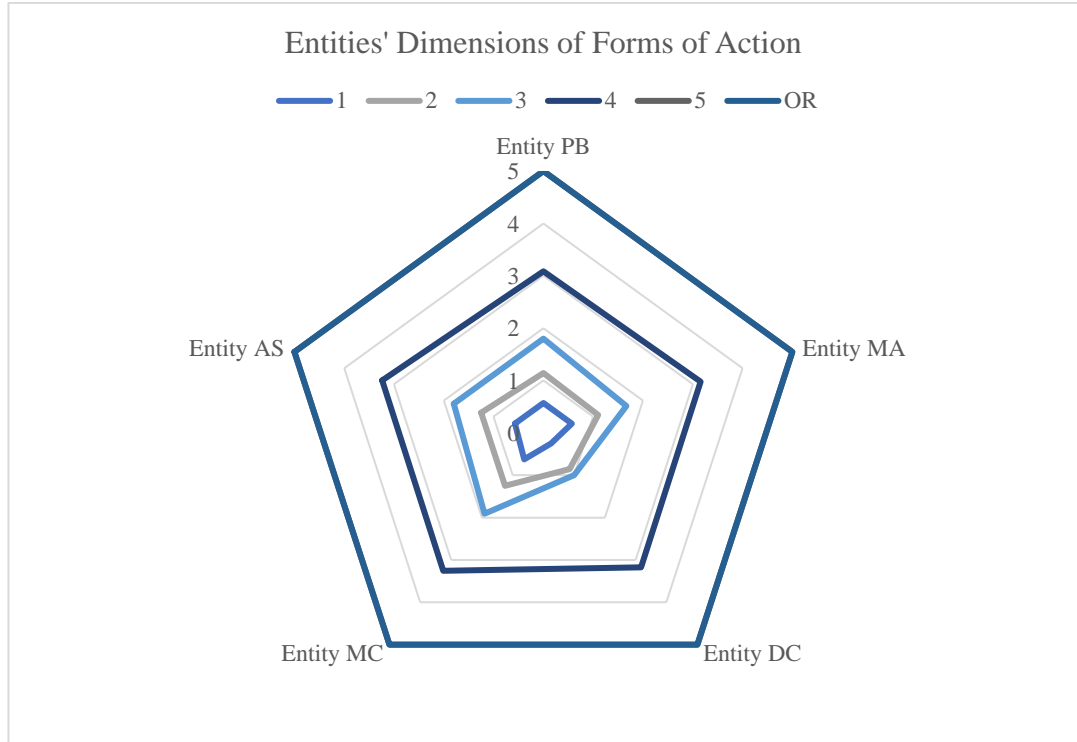 Entities' Dimensions of Forms of Action
1 2 3 4 5 OR
Entity PB
5
4
3
2
1
0
Entity AS
Entity MA
Entity MC
Entity DC